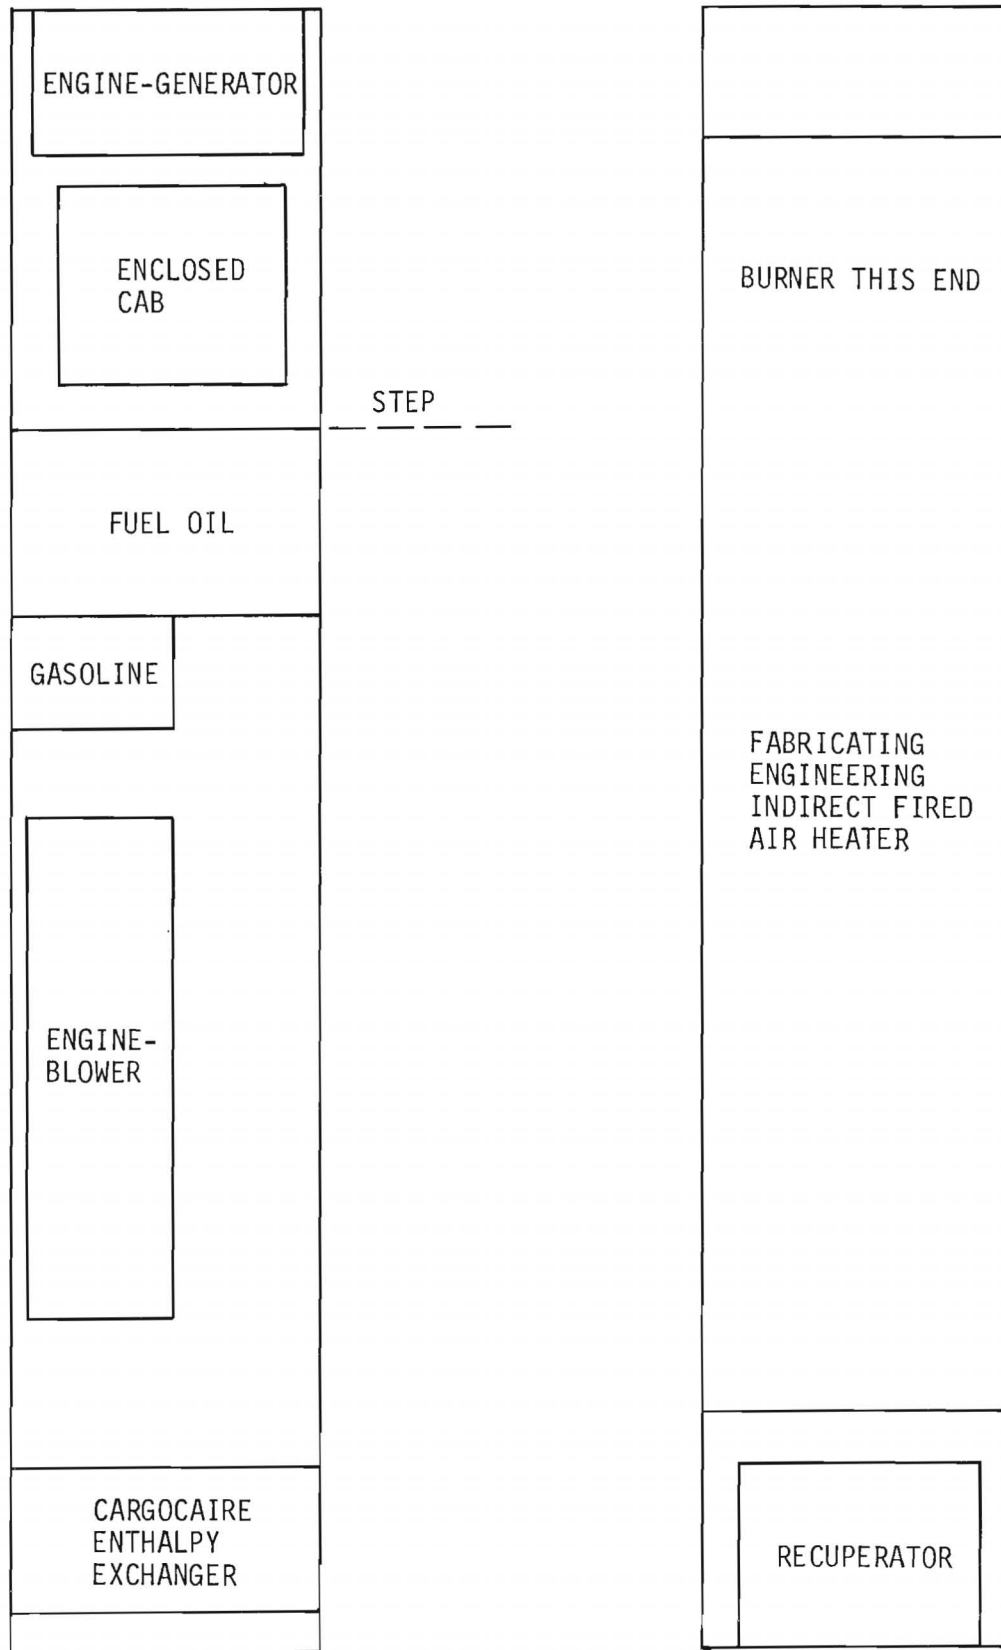 ENGINE-GENERATOR
ENCLOSED
CAB
STEP
FUEL OIL
GASOLINE
ENGINE-
BLOWER
CARGOCAIRE
ENTHALPY
EXCHANGER
BURNER THIS END
FABRICATING
ENGINEERING
INDIRECT FIRED
AIR HEATER
RECUPERATOR